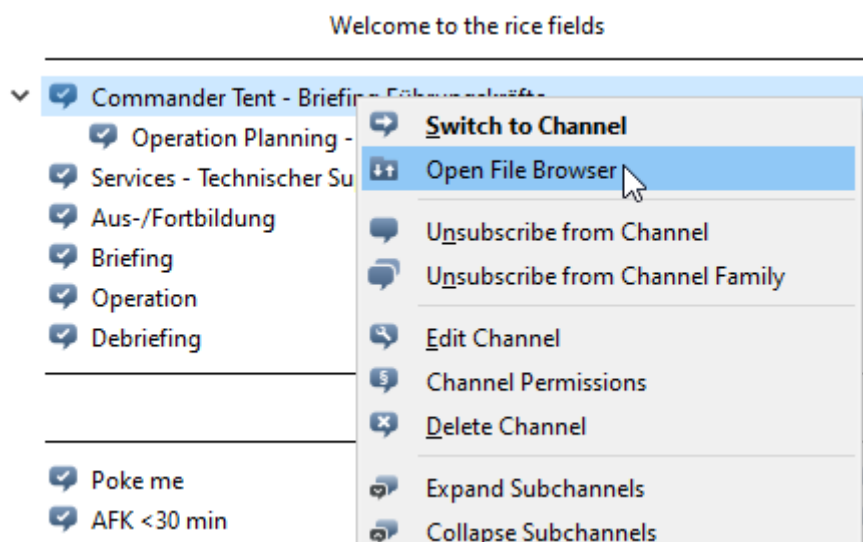 Welcome to the rice fields
Commander Tent - Briefing Führungskräfte
Switch to Channel
Operation Planning -
Open File Browser
Services - Technischer Su
Aus-/Fortbildung
Unsubscribe from Channel
Briefing
Unsubscribe from Channel Family
Operation
Debriefing
Edit Channel
Channel Permissions
Delete Channel
Poke me
Expand Subchannels
AFK <30 min
Collapse Subchannels